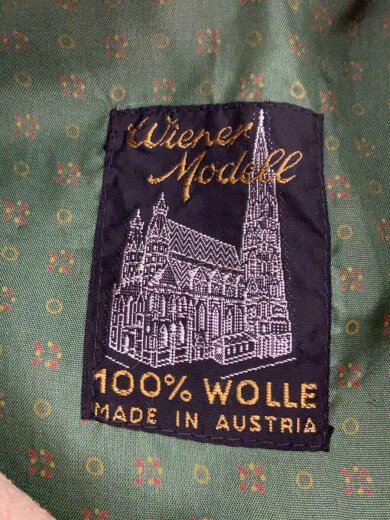 Wiener
Modell
100% WOLLE
MADE IN AUSTRIA